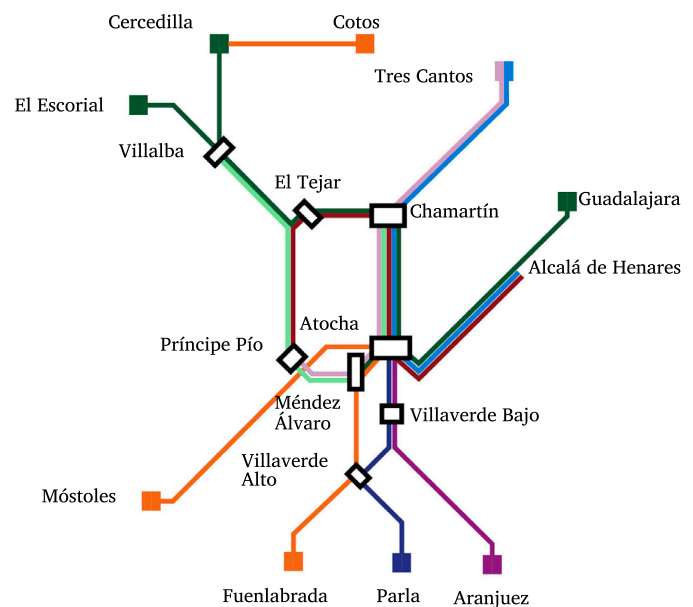 Cercedilla
Cotos
Tres Cantos
El Escorial
Villalba
El Tejar
Guadalajara
Chamartín
Alcalá de Henares
Atocha
Príncipe Pío
Méndez
Álvaro
Villaverde Bajo
Villaverde
Alto
Móstoles
Fuenlabrada
Parla
Aranjuez